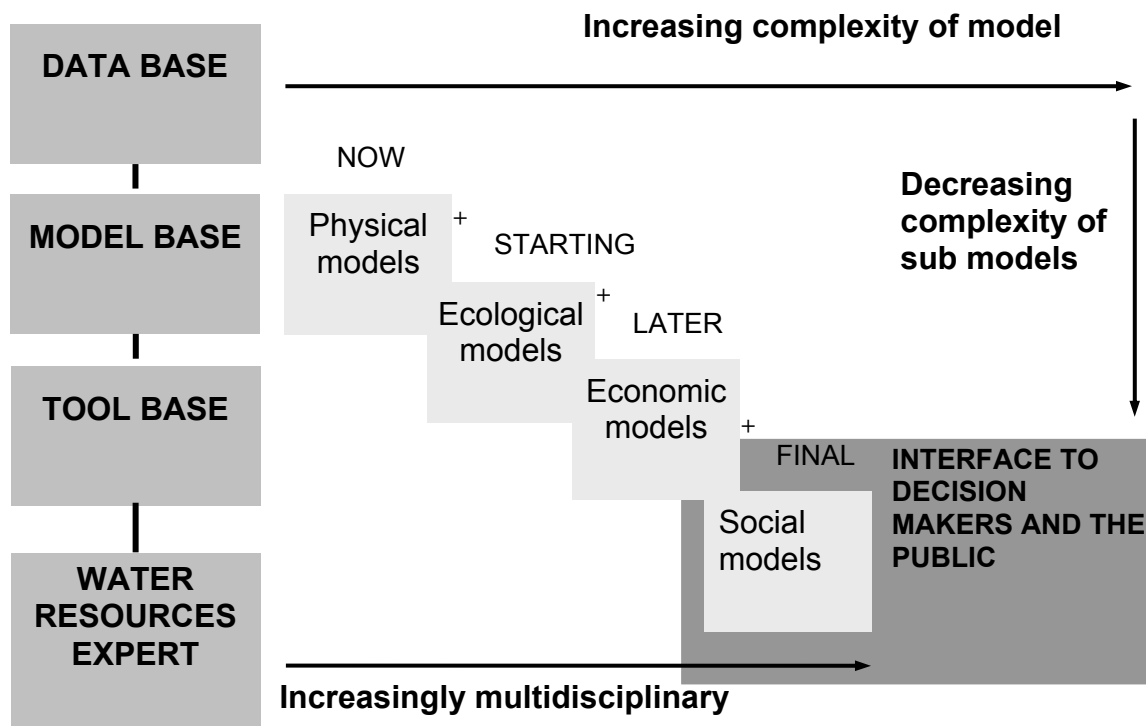 Increasing complexity of model
DATA BASE
NOW
Decreasing
complexity of
sub models
MODEL BASE
Physical
models
+
STARTING
Ecological
models
+
LATER
TOOL BASE
Economic
models
+
FINAL
INTERFACE TO
DECISION
MAKERS AND THE
PUBLIC
Social
models
WATER
RESOURCES
EXPERT
Increasingly multidisciplinary